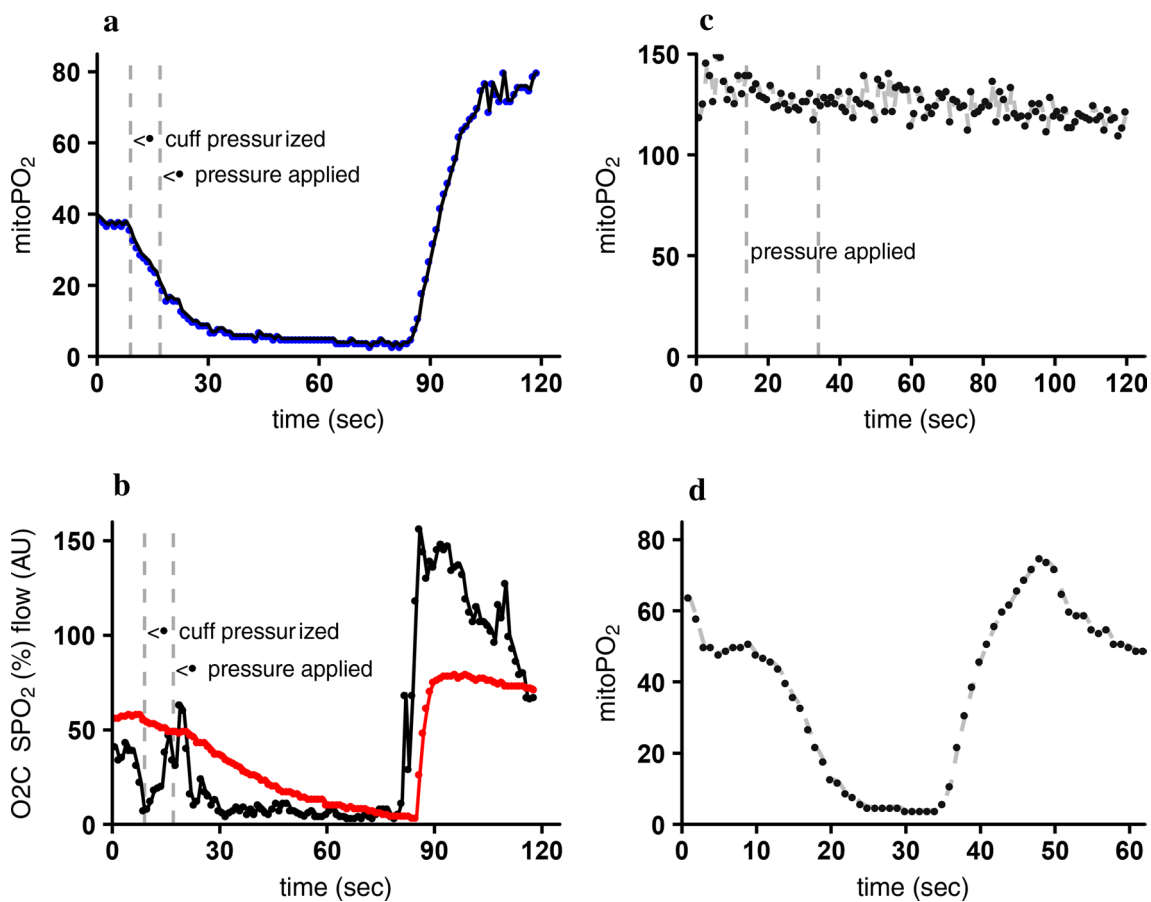 a
mitoPO2
80
60
40
20
0
<• cuff pressurized
<• pressure applied
0 30 60 90 120
time (sec)
c
mitoPO2
150
100
50
0
pressure applied
0 20 40 60 80 100 120
time (sec)
b
O2C SPO2 (%) flow (AU)
150
100
50
0
<• cuff pressurized
<• pressure applied
0 30 60 90 120
time (sec)
d
mitoPO2
80
60
40
20
0
0 10 20 30 40 50 60
time (sec)